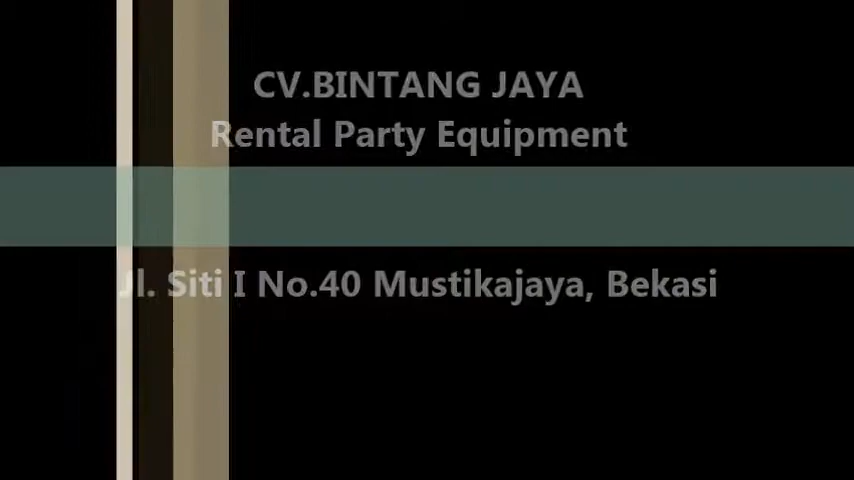 CV.BINTANG JAYA
Rental Party Equipment
Jl. Siti I No.40 Mustikajaya, Bekasi